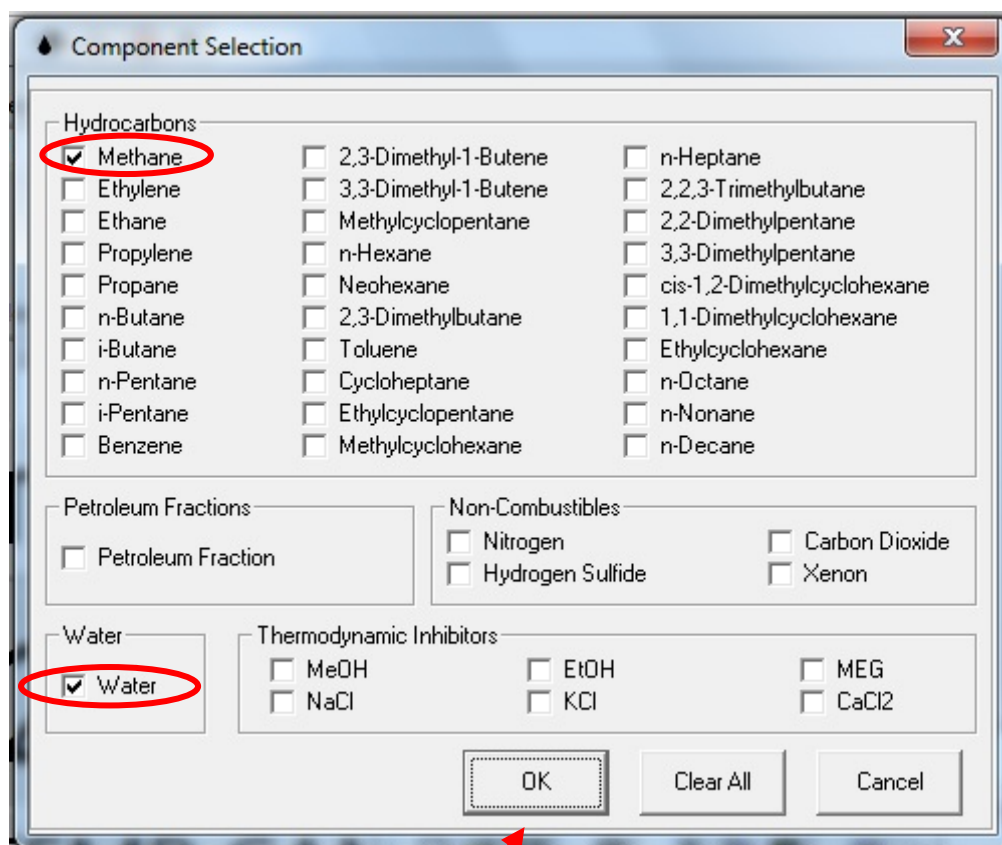 Component Selection
Hydrocarbons
Methane
Ethylene
Ethane
Propylene
Propane
n-Butane
i-Butane
n-Pentane
i-Pentane
Benzene
2,3-Dimethyl-1-Butene
3,3-Dimethyl-1-Butene
Methylcyclopentane
n-Hexane
Neohexane
2,3-Dimethylbutane
Toluene
Cycloheptane
Ethylcyclopentane
Methylcyclohexane
n-Heptane
2,2,3-Trimethylbutane
2,2-Dimethylpentane
3,3-Dimethylpentane
cis-1,2-Dimethylcyclohexane
1,1-Dimethylcyclohexane
Ethylcyclohexane
n-Octane
n-Nonane
n-Decane
Petroleum Fractions
Petroleum Fraction
Non-Combustibles
Nitrogen
Hydrogen Sulfide
Carbon Dioxide
Xenon
Water
Water
Thermodynamic Inhibitors
MeOH
NaCl
EtOH
KCl
MEG
CaCl2
OK
Clear All
Cancel